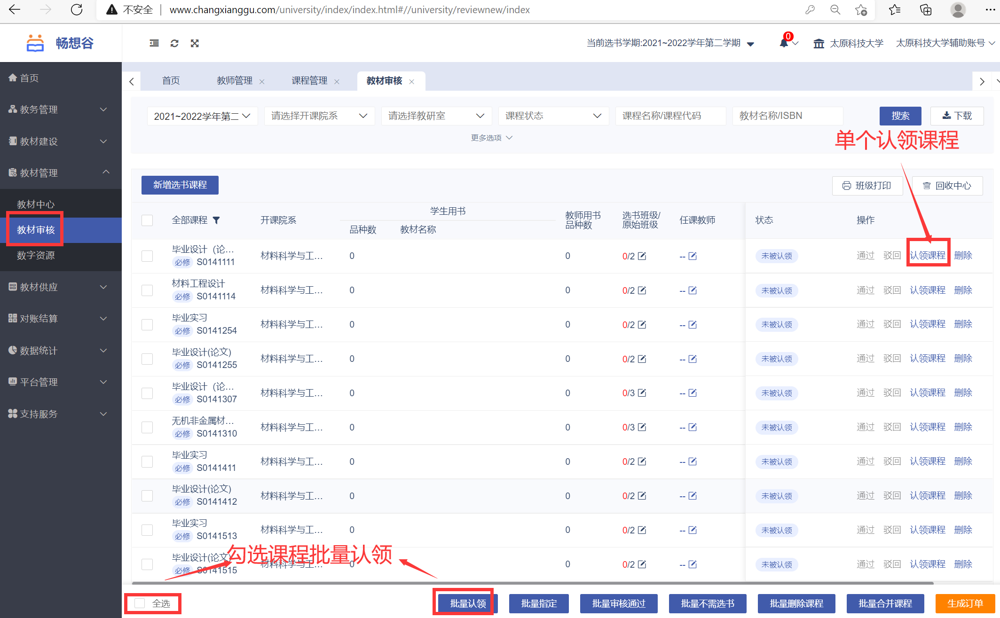 不安全 www.changxianggu.com/university/index/index.html#//university/reviewnew/index
畅想谷
当前选书学期:2021~2022学年第二学期 0 太原科技大学 太原科技大学辅助账号
首页
教务管理
教材建设
教材管理
教材中心
教材审核
数字资源
教材供应
对账结算
数据统计
平台管理
支持服务
首页 教师管理 课程管理 教材审核
2021~2022学年第二 请选择开课院系 请选择教研室 课程状态 课程名称/课程代码 教材名称/ISBN 搜索 下载
更多选项
单个认领课程
新增选书课程 班级打印 回收中心
全部课程 开课院系 学生用书 教师用书 选书班级/ 任课教师 状态 操作
品种数 教材名称 品种数 原始班级
毕业设计（论...
必修 S0141111 材料科学与工... 0 0 0/2 -- 未被认领 通过 驳回 认领课程 删除
材料工程设计
必修 S0141114 材料科学与工... 0 0 0/2 -- 未被认领 通过 驳回 认领课程 删除
毕业实习
必修 S0141254 材料科学与工... 0 0 0/2 -- 未被认领 通过 驳回 认领课程 删除
毕业设计(论文)
必修 S0141255 材料科学与工... 0 0 0/2 -- 未被认领 通过 驳回 认领课程 删除
毕业设计（论...
必修 S0141307 材料科学与工... 0 0 0/3 -- 未被认领 通过 驳回 认领课程 删除
无机非金属材...
必修 S0141310 材料科学与工... 0 0 0/3 -- 未被认领 通过 驳回 认领课程 删除
毕业实习
必修 S0141411 材料科学与工... 0 0 0/2 -- 未被认领 通过 驳回 认领课程 删除
毕业设计(论文)
必修 S0141412 材料科学与工... 0 0 0/2 -- 未被认领 通过 驳回 认领课程 删除
毕业实习
必修 S0141513 材料科学与工... 0 0 0/2 -- 未被认领 通过 驳回 认领课程 删除
毕业设计(论文)
必修 S0141515 材料科学与工... 0 0 0/2 -- 未被认领 通过 驳回 认领课程 删除
勾选课程批量认领
全选 批量认领 批量指定 批量审核通过 批量不需选书 批量删除课程 批量合并课程 生成订单